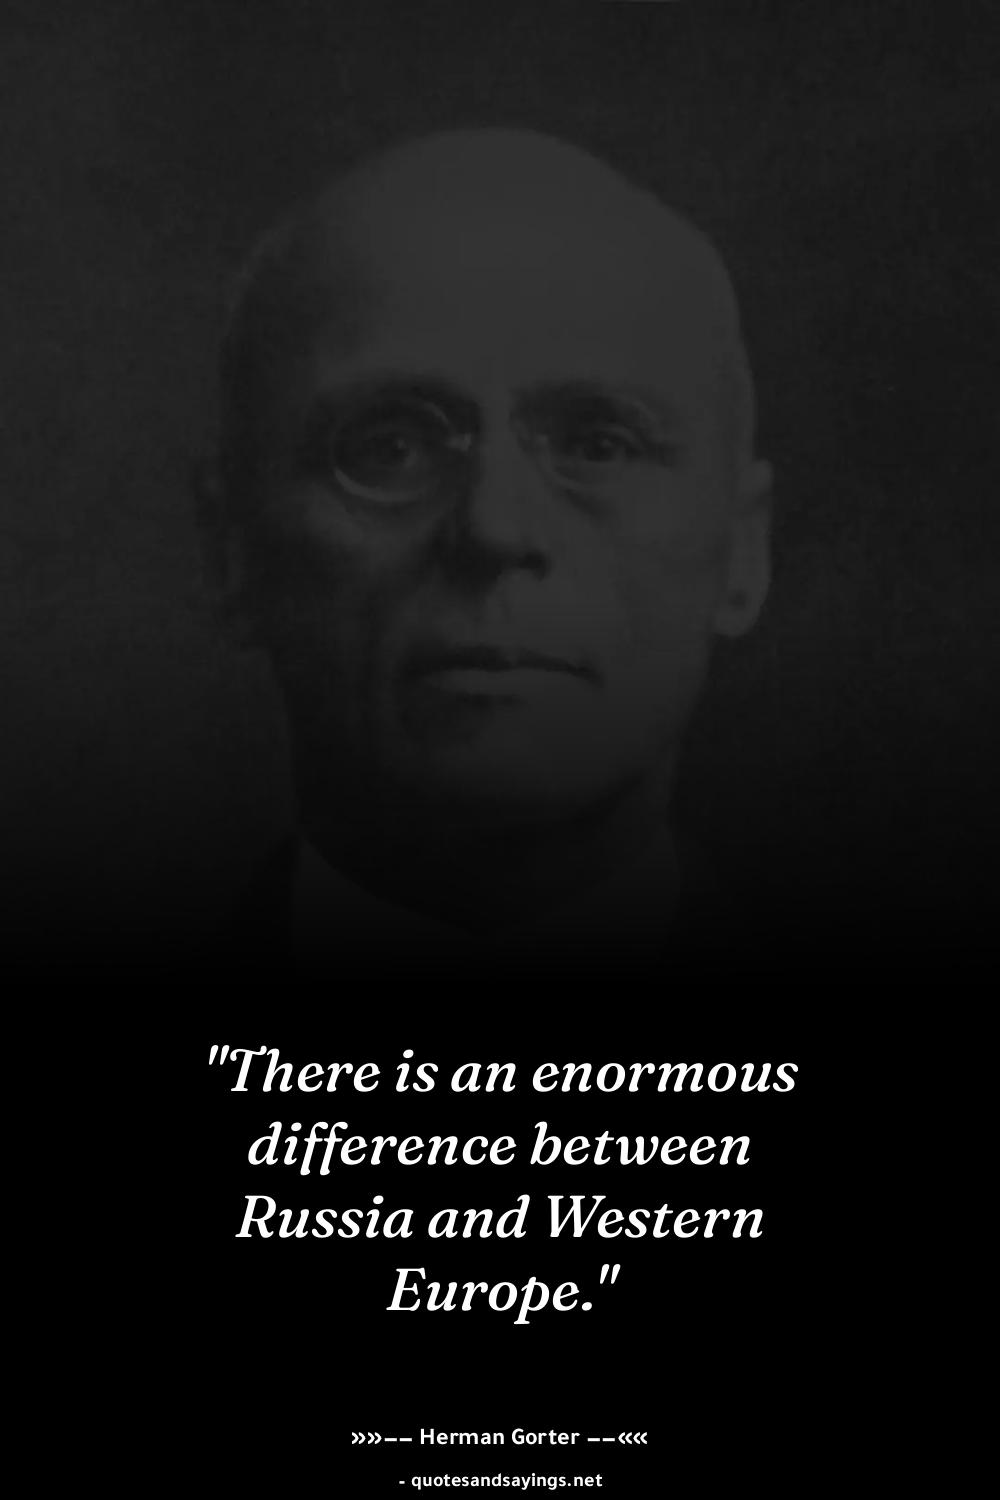 "There is an enormous
difference between
Russia and Western
Europe."
»»−− Herman Gorter −−««
- quotesandsayings.net